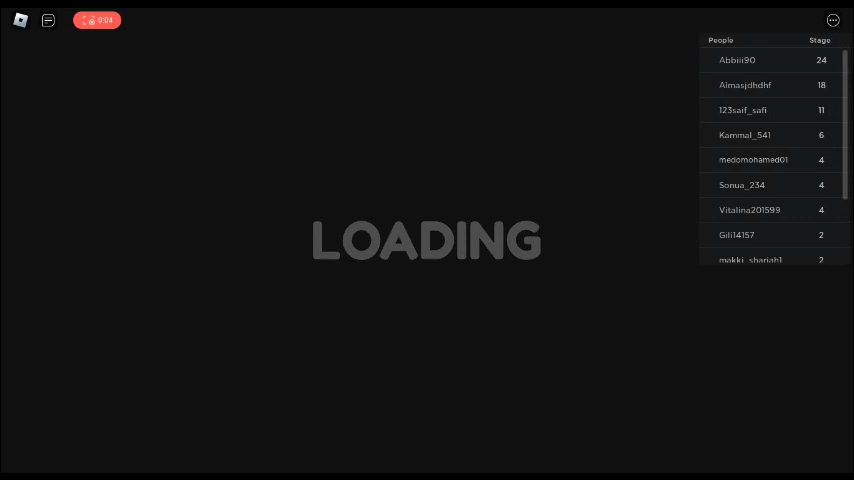 0:04
People Stage
Abbiii90 24
Almasjdhdhf 18
123saif_safi 11
Kammal_541 6
medomohamed01 4
Sonua_234 4
Vitalina201599 4
Gili14157 2
makki_shariah1 2
LOADING